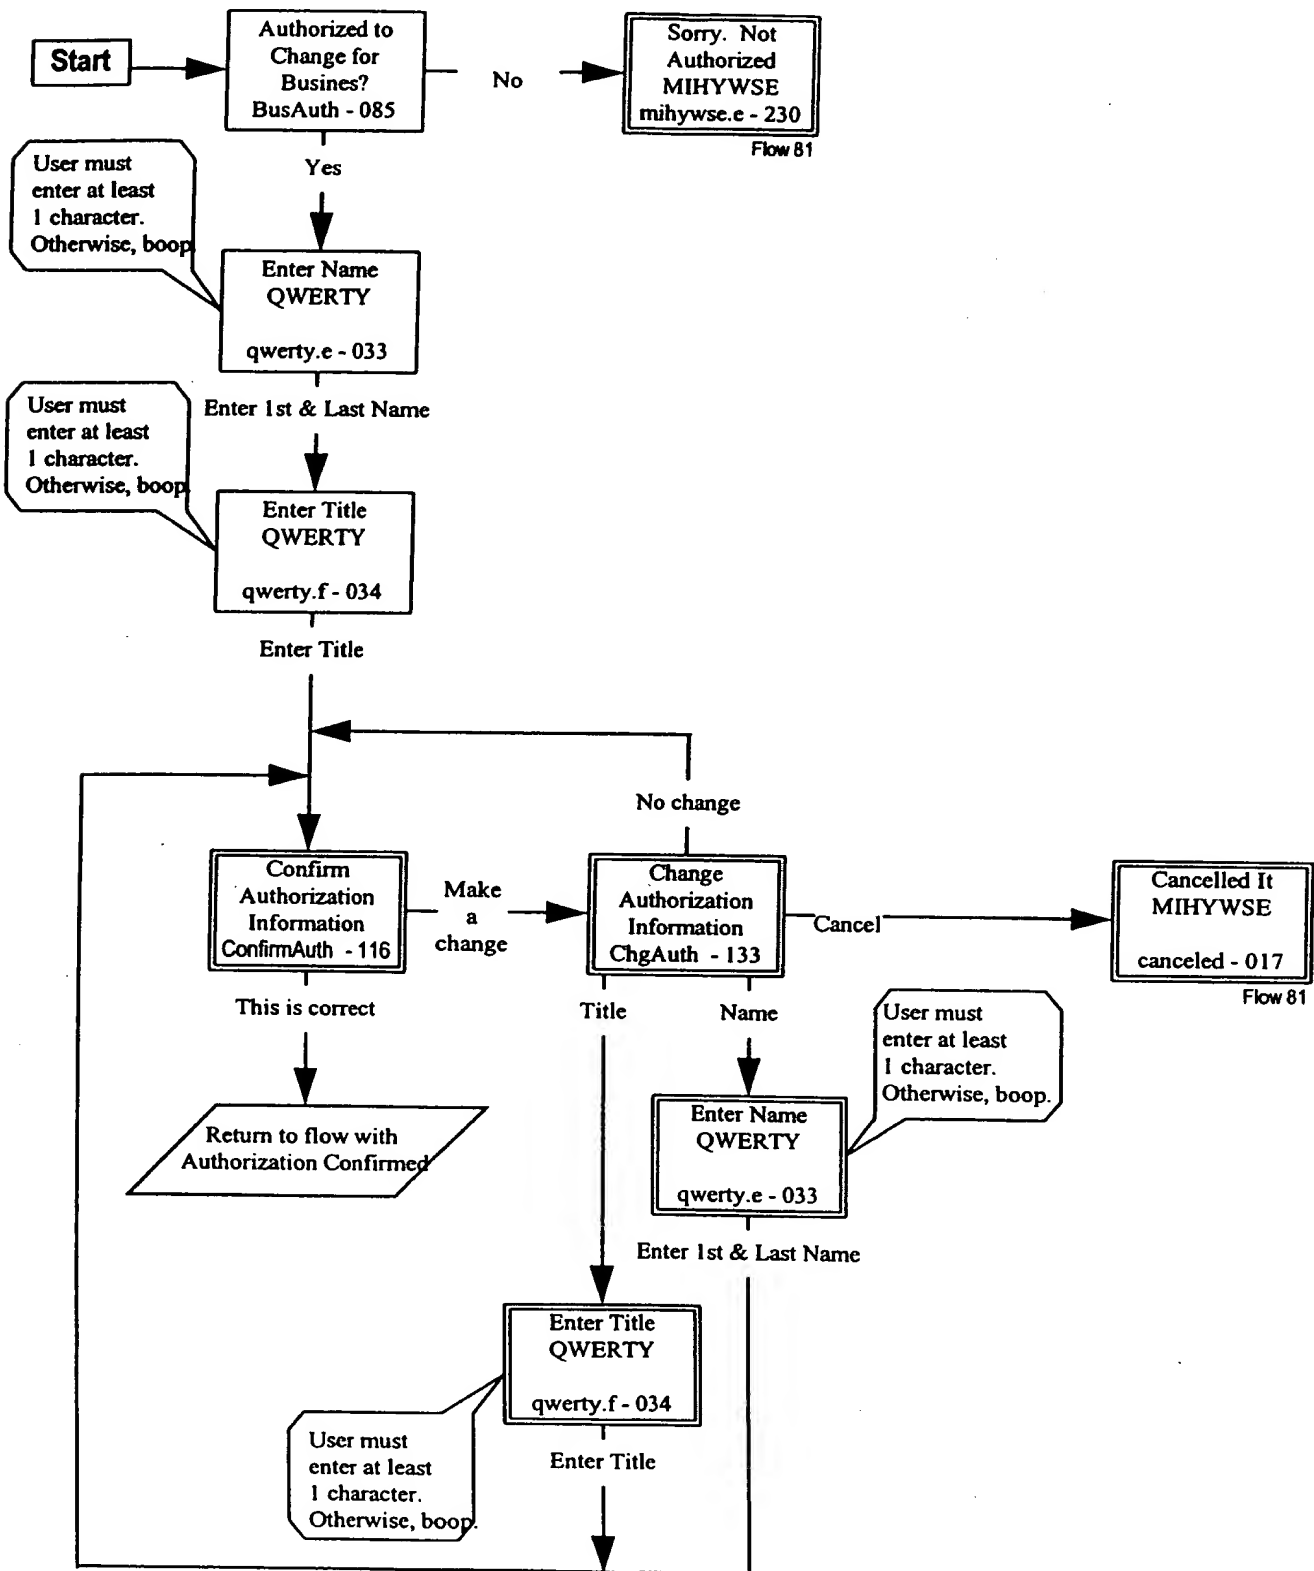 Start
Authorized to
Change for
Busines?
BusAuth - 085
No
Sorry. Not
Authorized
MIHYWSE
mihywse.e - 230
Flow 81
Yes
User must
enter at least
1 character.
Otherwise, boop.
Enter Name
QWERTY
qwerty.e - 033
Enter 1st & Last Name
User must
enter at least
1 character.
Otherwise, boop.
Enter Title
QWERTY
qwerty.f - 034
Enter Title
No change
Confirm
Authorization
Information
ConfirmAuth - 116
Make
a
change
Change
Authorization
Information
ChgAuth - 133
Cancel
Cancelled It
MIHYWSE
canceled - 017
Flow 81
This is correct
Title
Name
User must
enter at least
1 character.
Otherwise, boop.
Return to flow with
Authorization Confirmed
Enter Name
QWERTY
qwerty.e - 033
Enter 1st & Last Name
Enter Title
QWERTY
qwerty.f - 034
User must
enter at least
1 character.
Otherwise, boop.
Enter Title